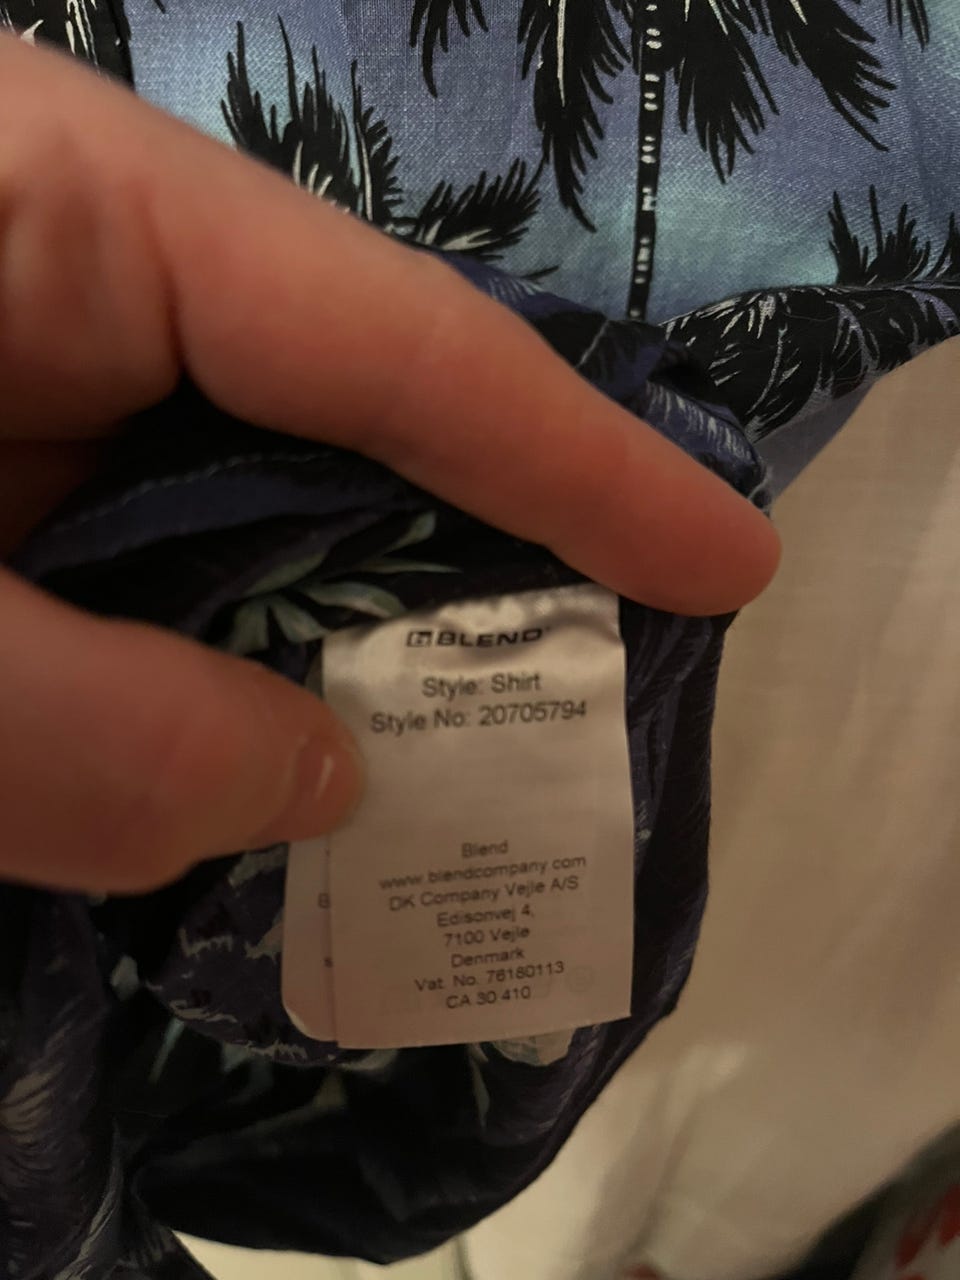 BLEND
Style: Shirt
Style No: 20705794
Blend
www.blendcompany.com
DK Company Vejle A/S
Edisonvej 4,
7100 Vejle
Denmark
Vat. No. 76180113
CA 30 410
B
s